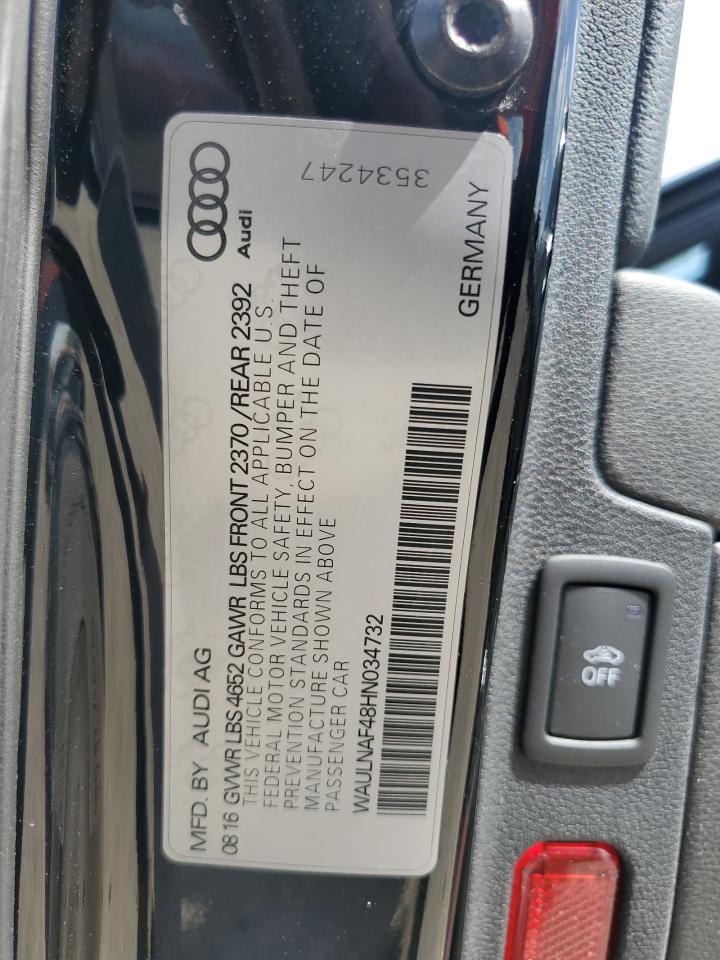 MFD. BY AUDI AG
Audi
0816 GVWR LBS 4652 GAWR LBS FRONT 2370 /REAR 2392
THIS VEHICLE CONFORMS TO ALL APPLICABLE U.S.
FEDERAL MOTOR VEHICLE SAFETY, BUMPER AND THEFT
PREVENTION STANDARDS IN EFFECT ON THE DATE OF
MANUFACTURE SHOWN ABOVE
PASSENGER CAR
3534247
WAULNAF48HN034732
GERMANY
OFF